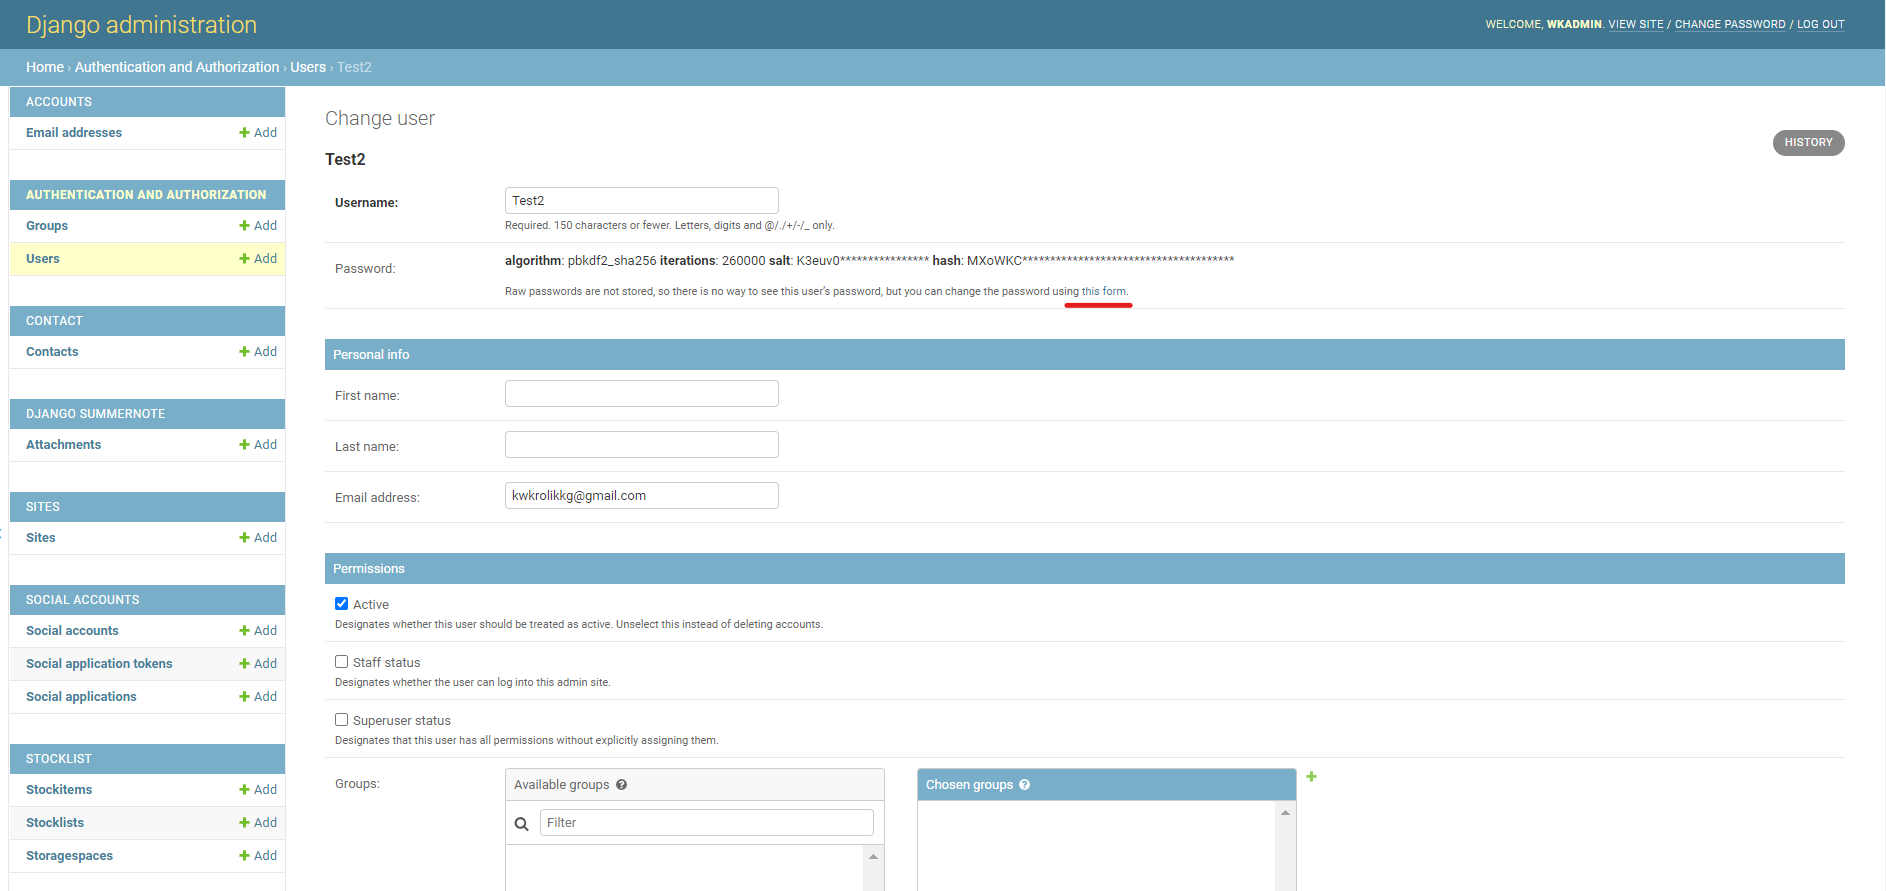 Django administration
WELCOME, WKADMIN. VIEW SITE / CHANGE PASSWORD / LOG OUT
Home › Authentication and Authorization › Users › Test2
ACCOUNTS
Email addresses Add
AUTHENTICATION AND AUTHORIZATION
Groups Add
Users Add
CONTACT
Contacts Add
DJANGO SUMMERNOTE
Attachments Add
SITES
Sites Add
SOCIAL ACCOUNTS
Social accounts Add
Social application tokens Add
Social applications Add
STOCKLIST
Stockitems Add
Stocklists Add
Storagespaces Add
Change user
HISTORY
Test2
Username: Test2
Required. 150 characters or fewer. Letters, digits and @/./+/-/_ only.
Password: algorithm: pbkdf2_sha256 iterations: 260000 salt: K3euv0**************** hash: MXoWKC**************************************
Raw passwords are not stored, so there is no way to see this user's password, but you can change the password using this form.
Personal info
First name:
Last name:
Email address: kwkrolikkg@gmail.com
Permissions
Active
Designates whether this user should be treated as active. Unselect this instead of deleting accounts.
Staff status
Designates whether the user can log into this admin site.
Superuser status
Designates that this user has all permissions without explicitly assigning them.
Groups: Available groups Chosen groups
Filter